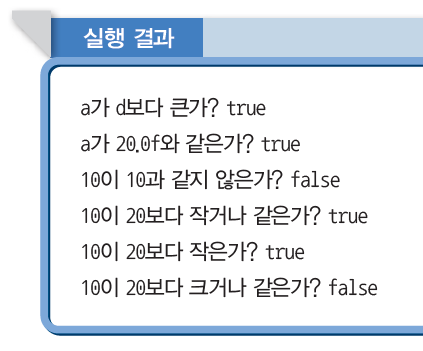 실행 결과
a가 d보다 큰가? true
a가 20.0f와 같은가? true
10이 10과 같지 않은가? false
10이 20보다 작거나 같은가? true
10이 20보다 작은가? true
10이 20보다 크거나 같은가? false